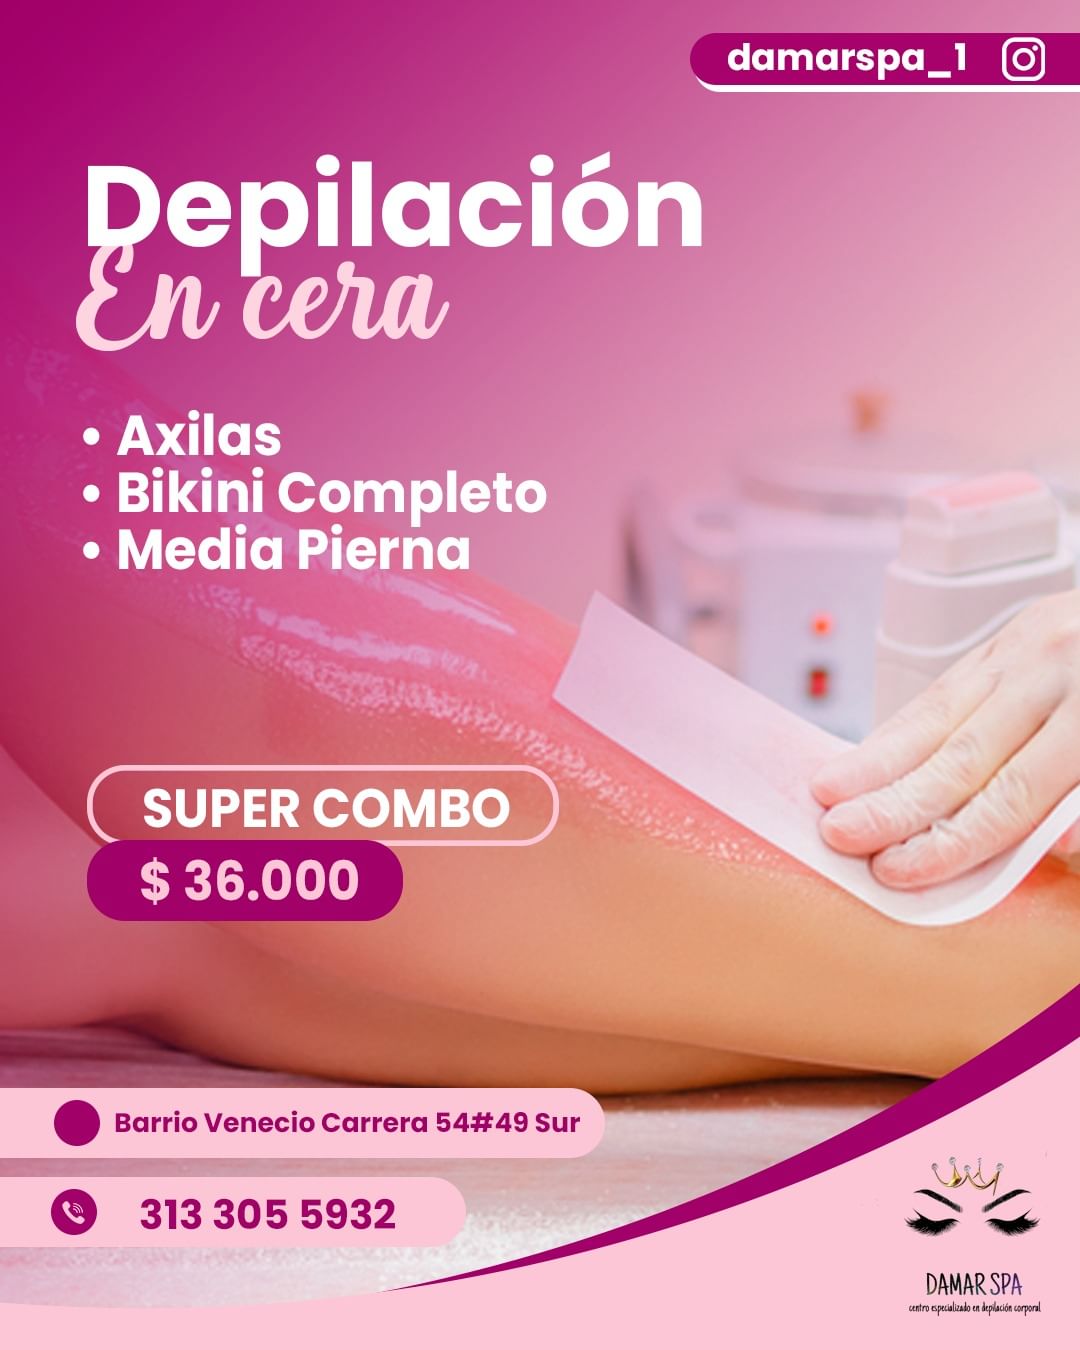 damarspa_1
Depilación
En cera
• Axilas
• Bikini Completo
• Media Pierna
SUPER COMBO
$ 36.000
Barrio Venecio Carrera 54#49 Sur
313 305 5932
DAMAR SPA
centro especializado en depilación corporal